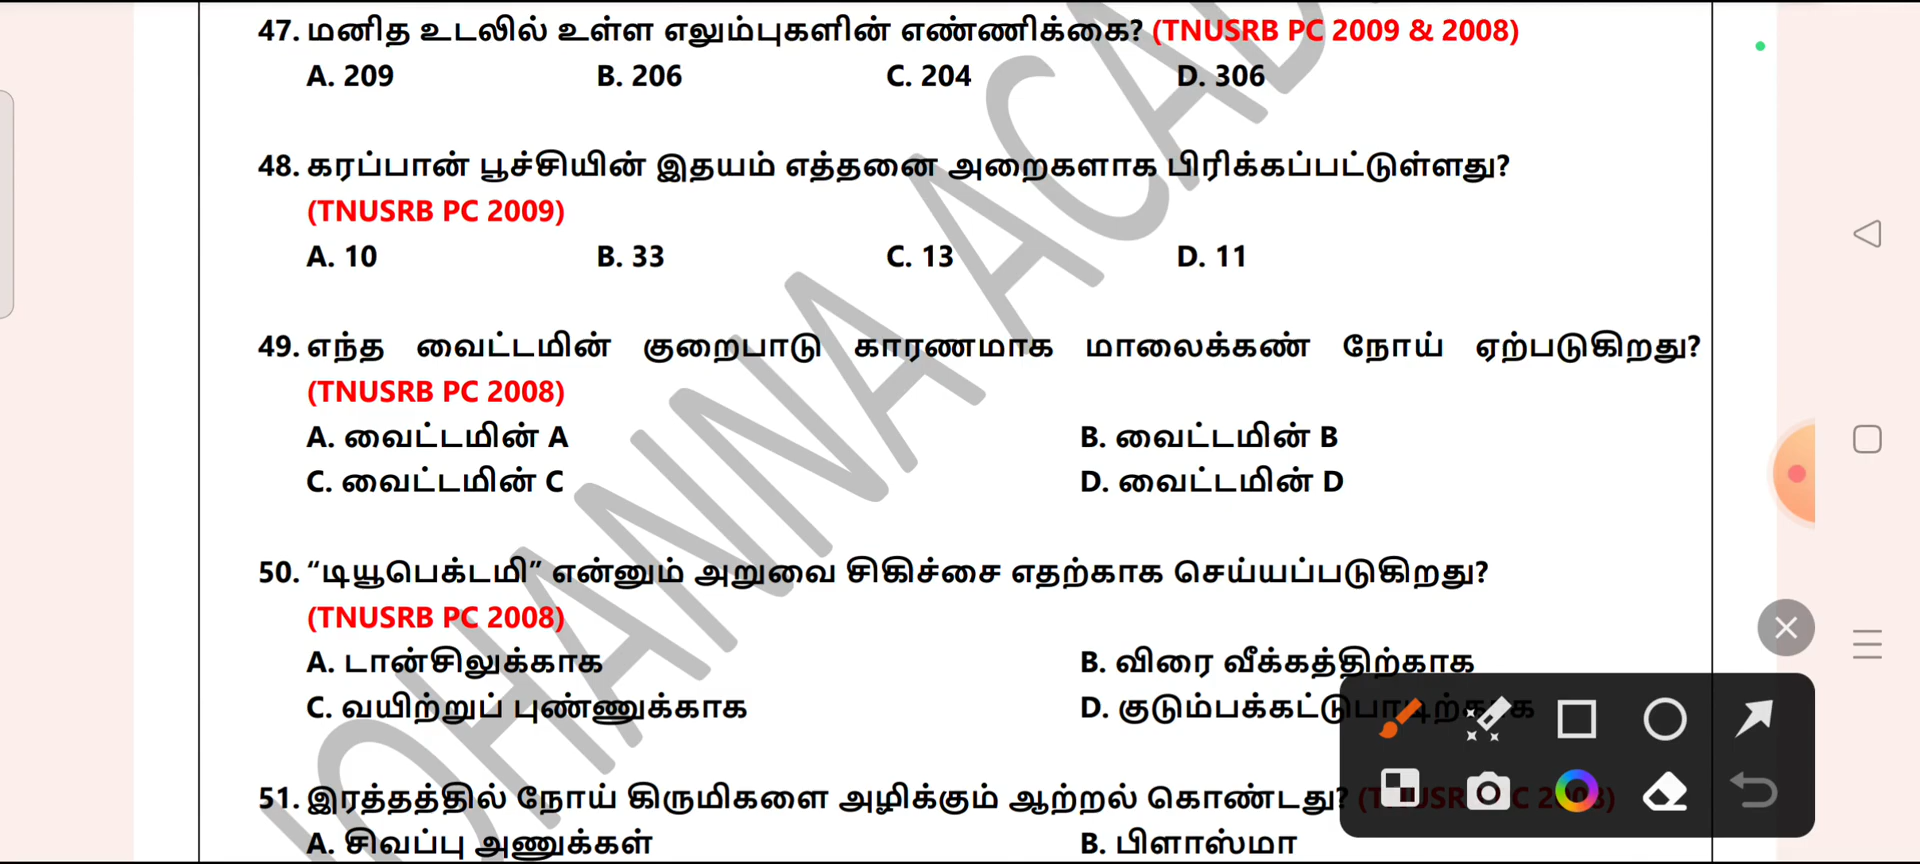 47. மனித உடலில் உள்ள எலும்புகளின் எண்ணிக்கை? (TNUSRB PC 2009 & 2008)
A. 209 B. 206 C. 204 D. 306
48. கரப்பான் பூச்சியின் இதயம் எத்தனை அறைகளாக பிரிக்கப்பட்டுள்ளது?
(TNUSRB PC 2009)
A. 10 B. 33 C. 13 D. 11
49. எந்த வைட்டமின் குறைபாடு காரணமாக மாலைக்கண் நோய் ஏற்படுகிறது?
(TNUSRB PC 2008)
A. வைட்டமின் A B. வைட்டமின் B
C. வைட்டமின் C D. வைட்டமின் D
50. “டியூபெக்டமி” என்னும் அறுவை சிகிச்சை எதற்காக செய்யப்படுகிறது?
(TNUSRB PC 2008)
A. டான்சிலுக்காக B. விரை வீக்கத்திற்காக
C. வயிற்றுப் புண்ணுக்காக D. குடும்பக்கட்டுபாடிற்காக
51. இரத்தத்தில் நோய் கிருமிகளை அழிக்கும் ஆற்றல் கொண்டது? (TNUSRB PC 2008)
A. சிவப்பு அணுக்கள் B. பிளாஸ்மா